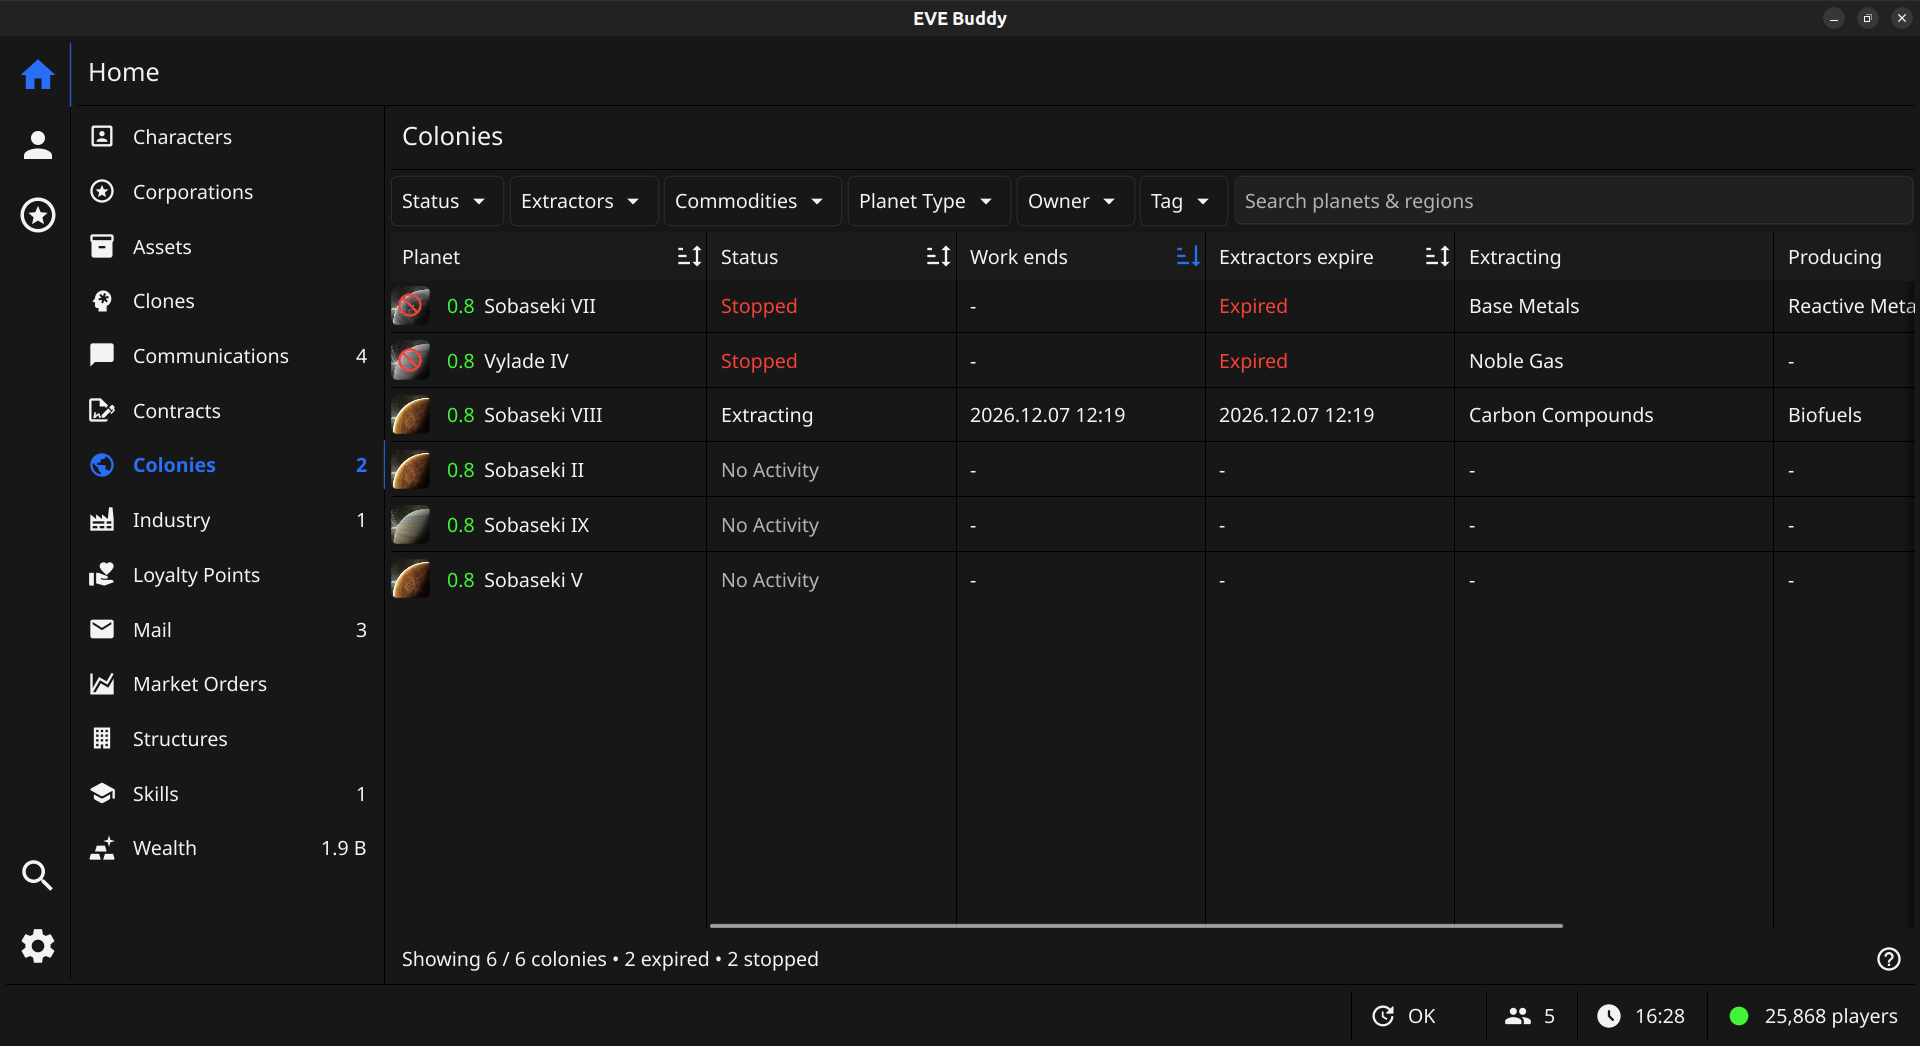 EVE Buddy
Home
Characters
Corporations
Assets
Clones
Communications 4
Contracts
Colonies 2
Industry 1
Loyalty Points
Mail 3
Market Orders
Structures
Skills 1
Wealth 1.9 B
Colonies
Status Extractors Commodities Planet Type Owner Tag Search planets & regions
Planet Status Work ends Extractors expire Extracting Producing
0.8 Sobaseki VII Stopped - Expired Base Metals Reactive Meta
0.8 Vylade IV Stopped - Expired Noble Gas -
0.8 Sobaseki VIII Extracting 2026.12.07 12:19 2026.12.07 12:19 Carbon Compounds Biofuels
0.8 Sobaseki II No Activity - - - -
0.8 Sobaseki IX No Activity - - - -
0.8 Sobaseki V No Activity - - - -
Showing 6 / 6 colonies • 2 expired • 2 stopped
OK 5 16:28 25,868 players